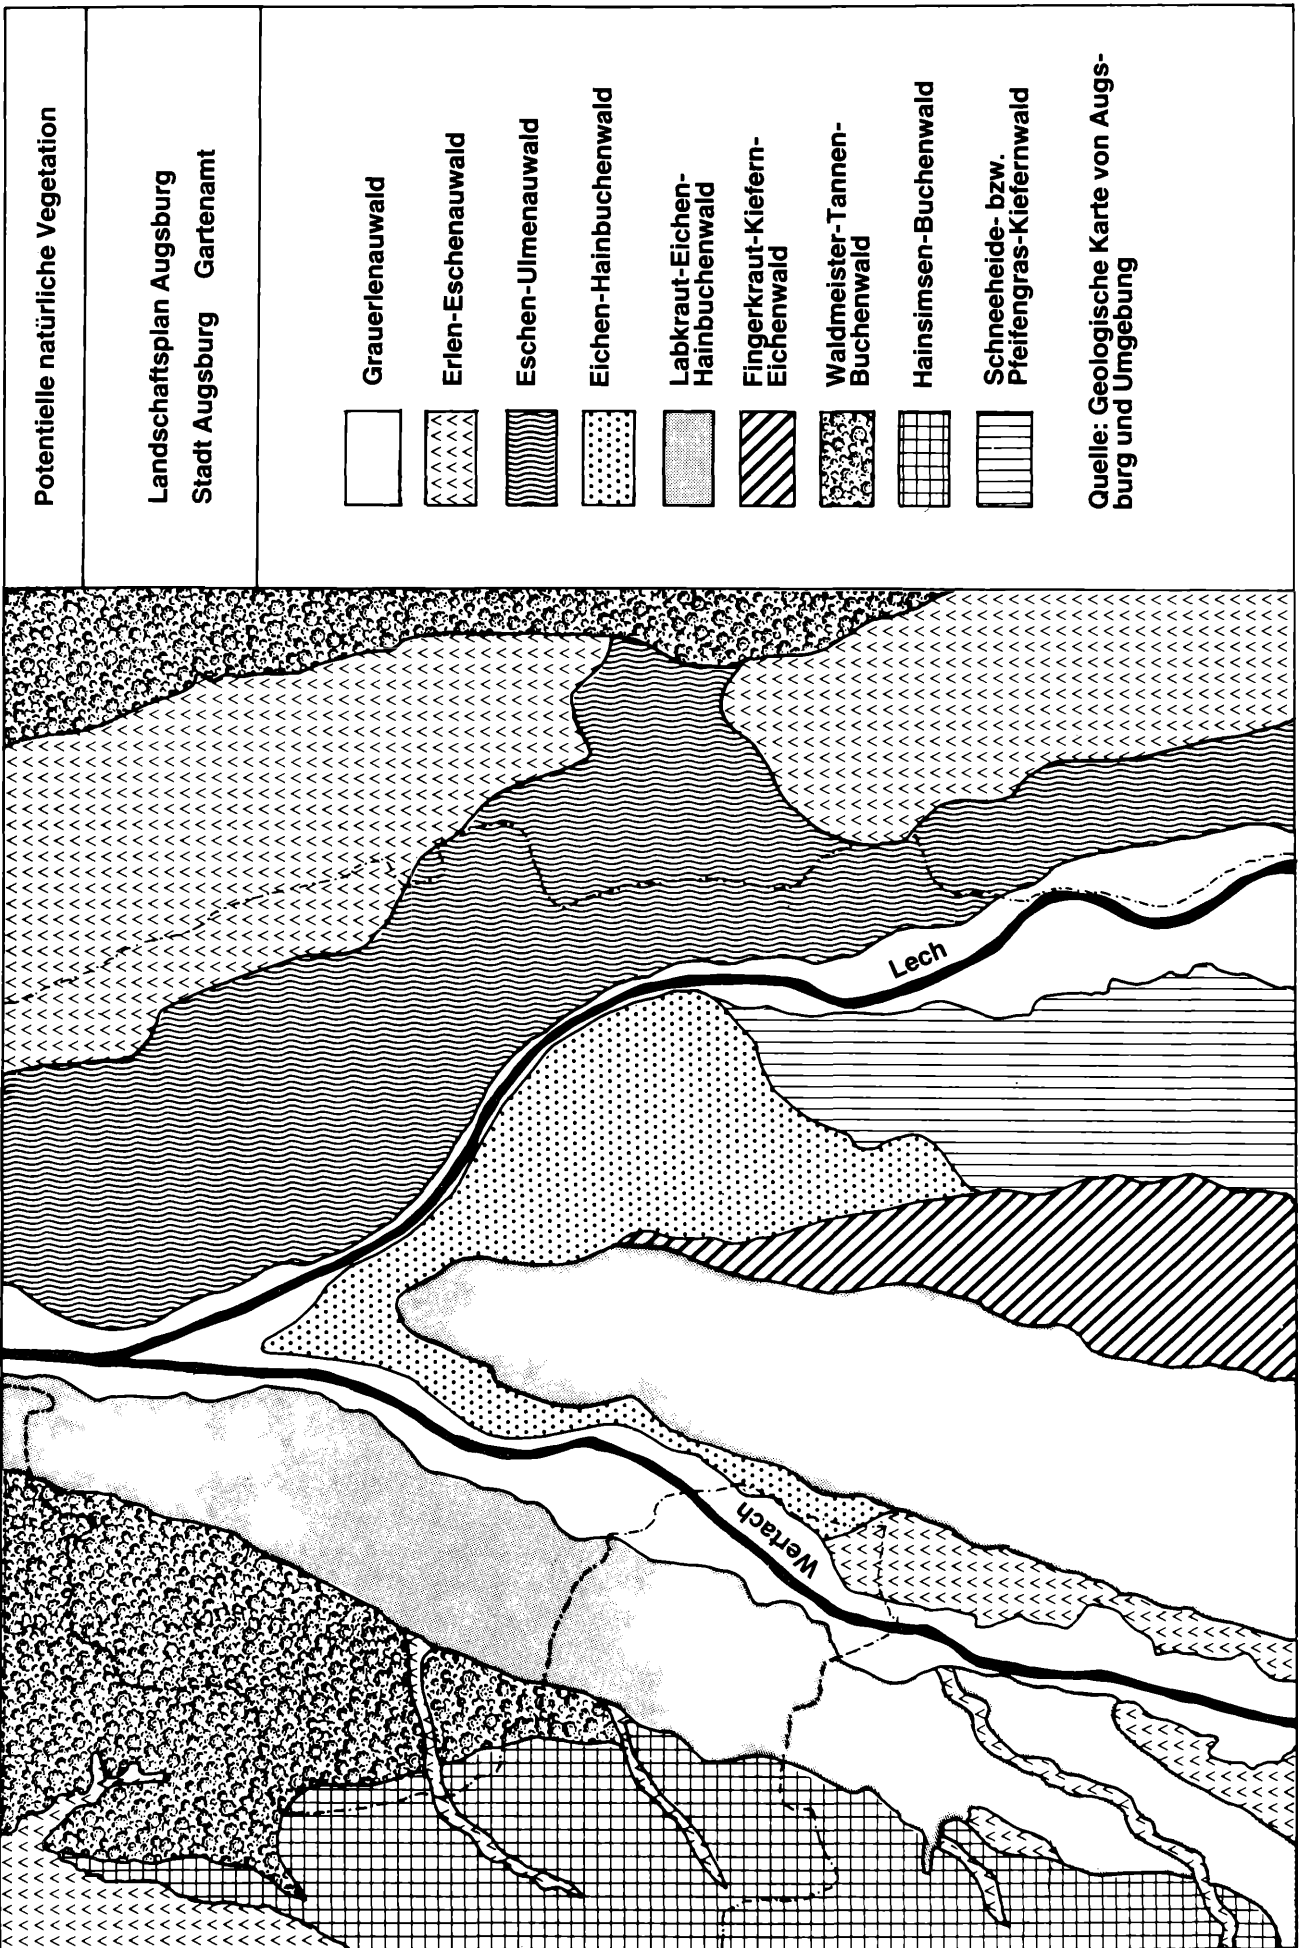 Potentielle natürliche Vegetation
Landschaftsplan Augsburg
Stadt Augsburg Gartenamt
Grauerlenauwald
Erlen-Eschenauwald
Eschen-Ulmenauwald
Eichen-Hainbuchenwald
Labkraut-Eichen-
Hainbuchenwald
Fingerkraut-Kiefern-
Eichenwald
Waldmeister-Tannen-
Buchenwald
Hainsimsen-Buchenwald
Schneeheide- bzw.
Pfeifengras-Kiefernwald
Quelle: Geologische Karte von Augs-
burg und Umgebung
Lech
Wertach